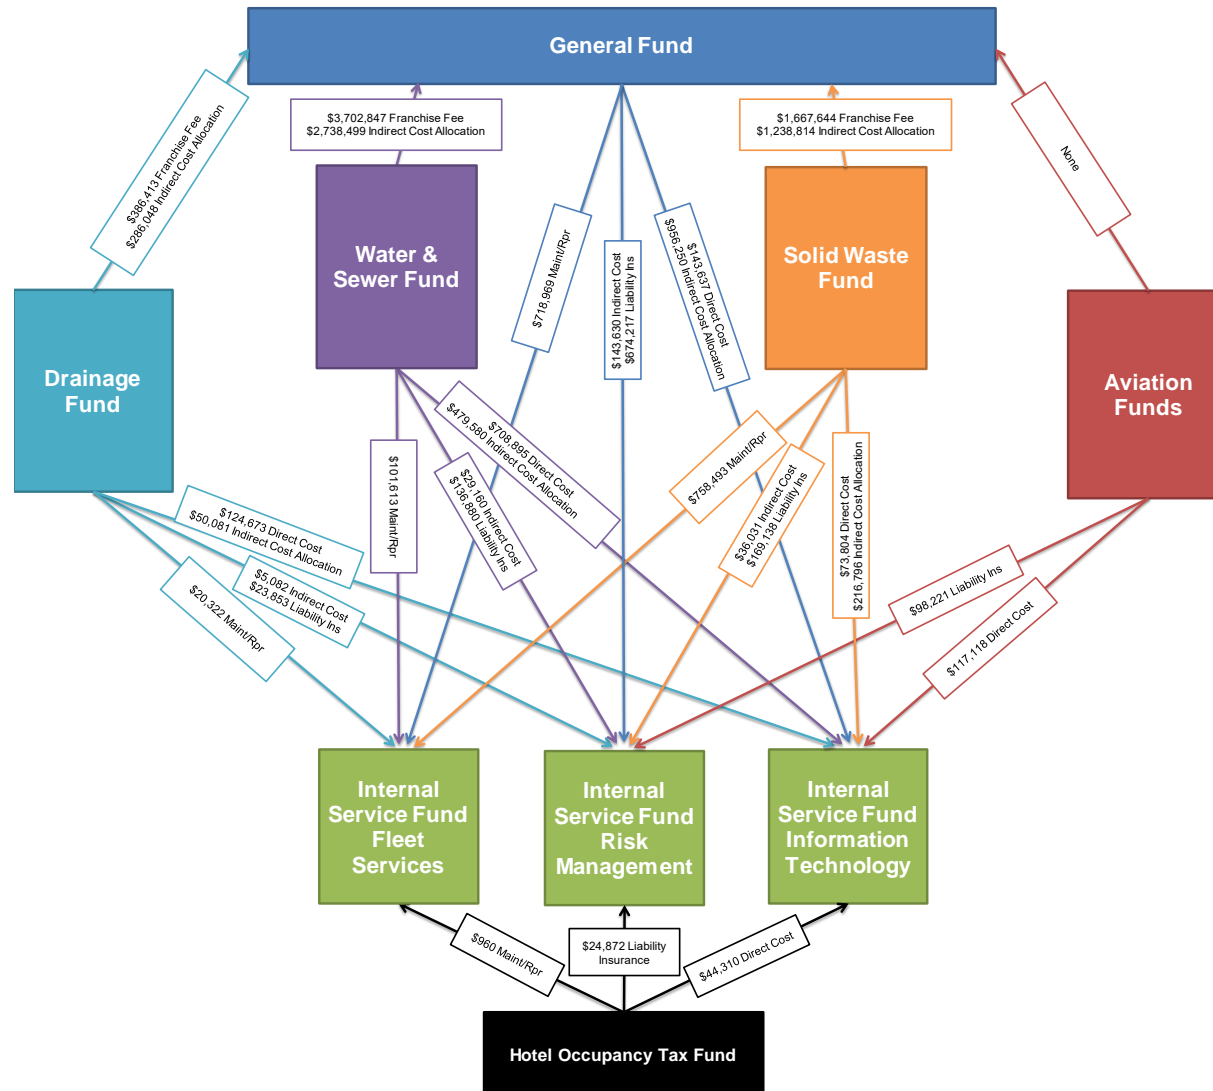 General Fund
$386,413 Franchise Fee
$286,048 Indirect Cost Allocation
$3,702,847 Franchise Fee
$2,738,499 Indirect Cost Allocation
$1,667,644 Franchise Fee
$1,238,814 Indirect Cost Allocation
None
Water &
Sewer Fund
Solid Waste
Fund
Drainage
Fund
Aviation
Funds
$718,969 Maint/Rpr
$143,630 Indirect Cost
$674,217 Liability Ins
$143,637 Direct Cost
$956,250 Indirect Cost Allocation
$101,613 Maint/Rpr
$29,160 Indirect Cost
$136,880 Liability Ins
$708,895 Direct Cost
$479,580 Indirect Cost Allocation
$758,493 Maint/Rpr
$36,031 Indirect Cost
$169,138 Liability Ins
$73,804 Direct Cost
$216,796 Indirect Cost Allocation
$124,673 Direct Cost
$50,081 Indirect Cost Allocation
$5,082 Indirect Cost
$23,853 Liability Ins
$20,322 Maint/Rpr
$98,221 Liability Ins
$117,118 Direct Cost
Internal
Service Fund
Fleet
Services
Internal
Service Fund
Risk
Management
Internal
Service Fund
Information
Technology
$960 Maint/Rpr
$24,872 Liability
Insurance
$44,310 Direct Cost
Hotel Occupancy Tax Fund